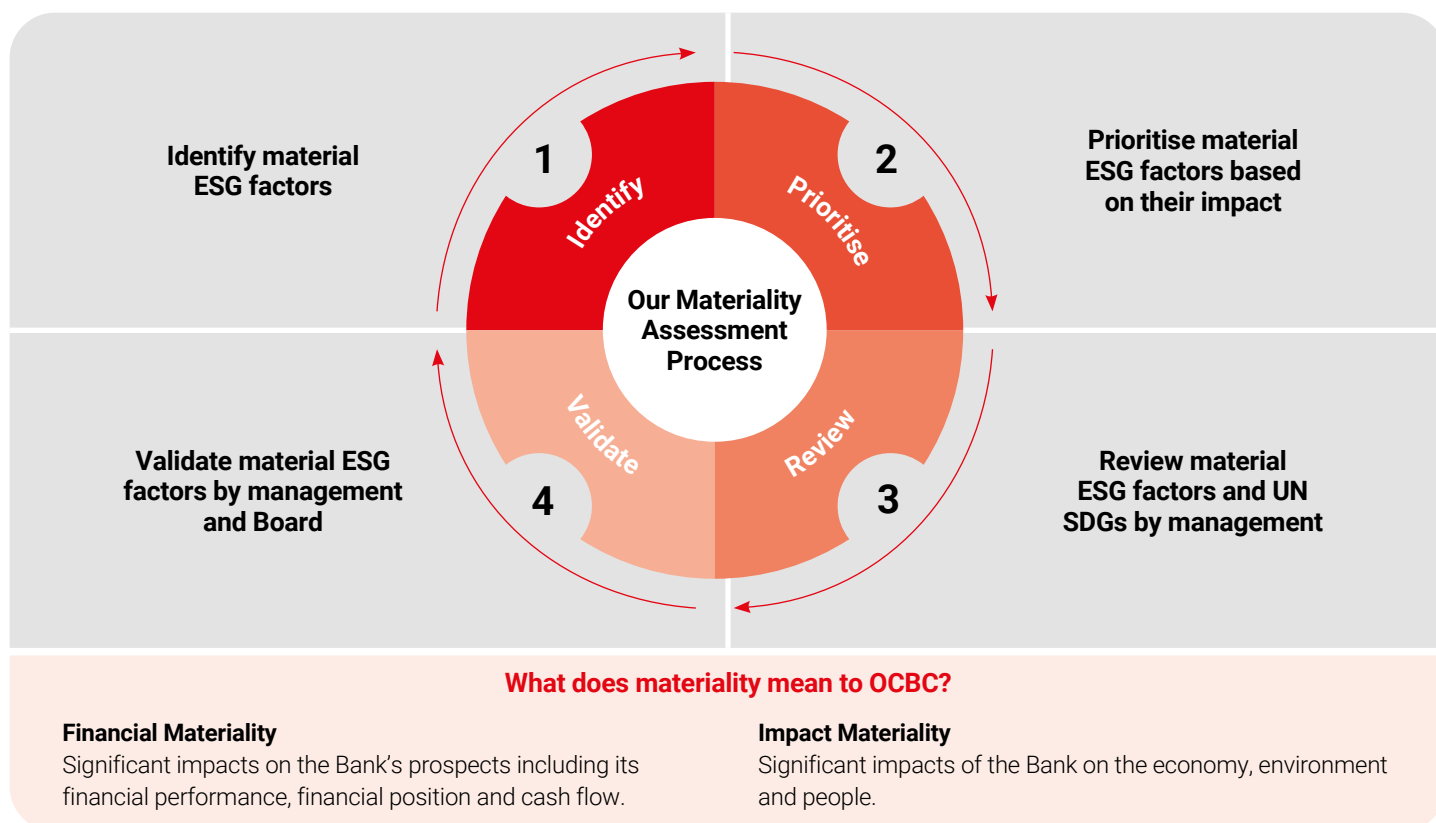 Identify material
ESG factors
1
Identify
2
Prioritise
Prioritise material
ESG factors based
on their impact
Our Materiality
Assessment
Process
Validate material ESG
factors by management
and Board
4
Validate
3
Review
Review material
ESG factors and UN
SDGs by management
What does materiality mean to OCBC?
Financial Materiality
Significant impacts on the Bank's prospects including its
financial performance, financial position and cash flow.
Impact Materiality
Significant impacts of the Bank on the economy, environment
and people.